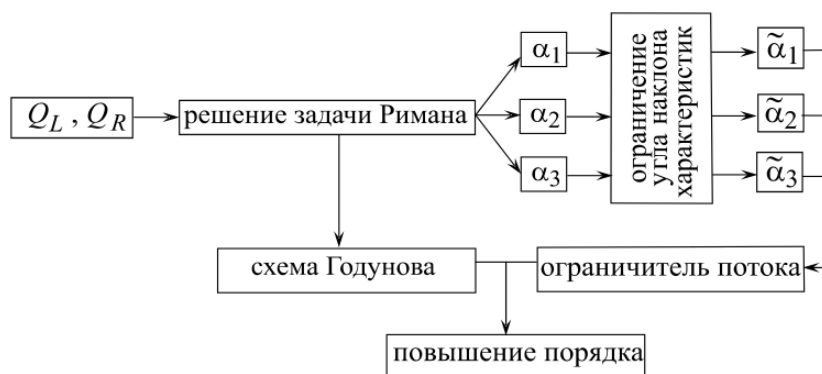 Q_L , Q_R
решение задачи Римана
α₁
α₂
α₃
ограничение
угла наклона
характеристик
α̃₁
α̃₂
α̃₃
схема Годунова
ограничитель потока
повышение порядка